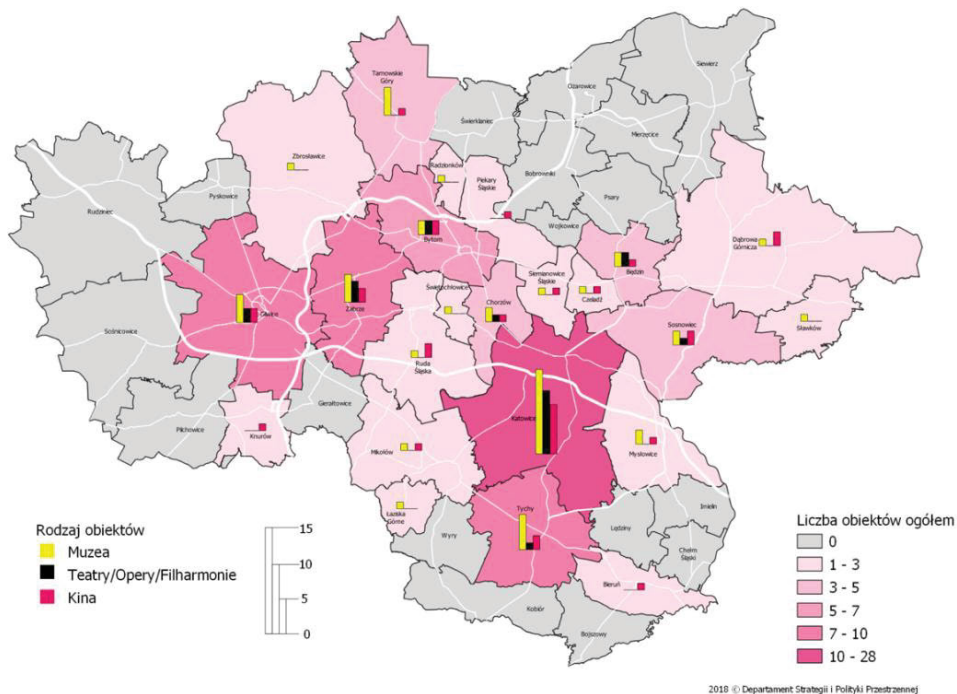 Siewierz
Tarnowskie
Góry
Ożarowice
Świerklaniec
Mierzęcice
Zbrosławice
Radzionków
Piekary
Śląskie
Bobrowniki
Psary
Pyskowice
Rudziniec
Wojkowice
Bytom
Dąbrowa
Górnicza
Będzin
Siemianowice
Śląskie
Czeladź
Świętochłowice
Chorzów
Zabrze
Gliwice
Sławków
Sosnowiec
Sośnicowice
Ruda
Śląska
Gierałtowice
Katowice
Pilchowice
Knurów
Mikołów
Mysłowice
Imielin
Łaziska
Górne
Tychy
Lędziny
Wyry
Chełm
Śląski
Bieruń
Kobiór
Bojszowy
Rodzaj obiektów
Muzea
Teatry/Opery/Filharmonie
Kina
15
10
5
0
Liczba obiektów ogółem
0
1 - 3
3 - 5
5 - 7
7 - 10
10 - 28
2018 © Departament Strategii i Polityki Przestrzennej